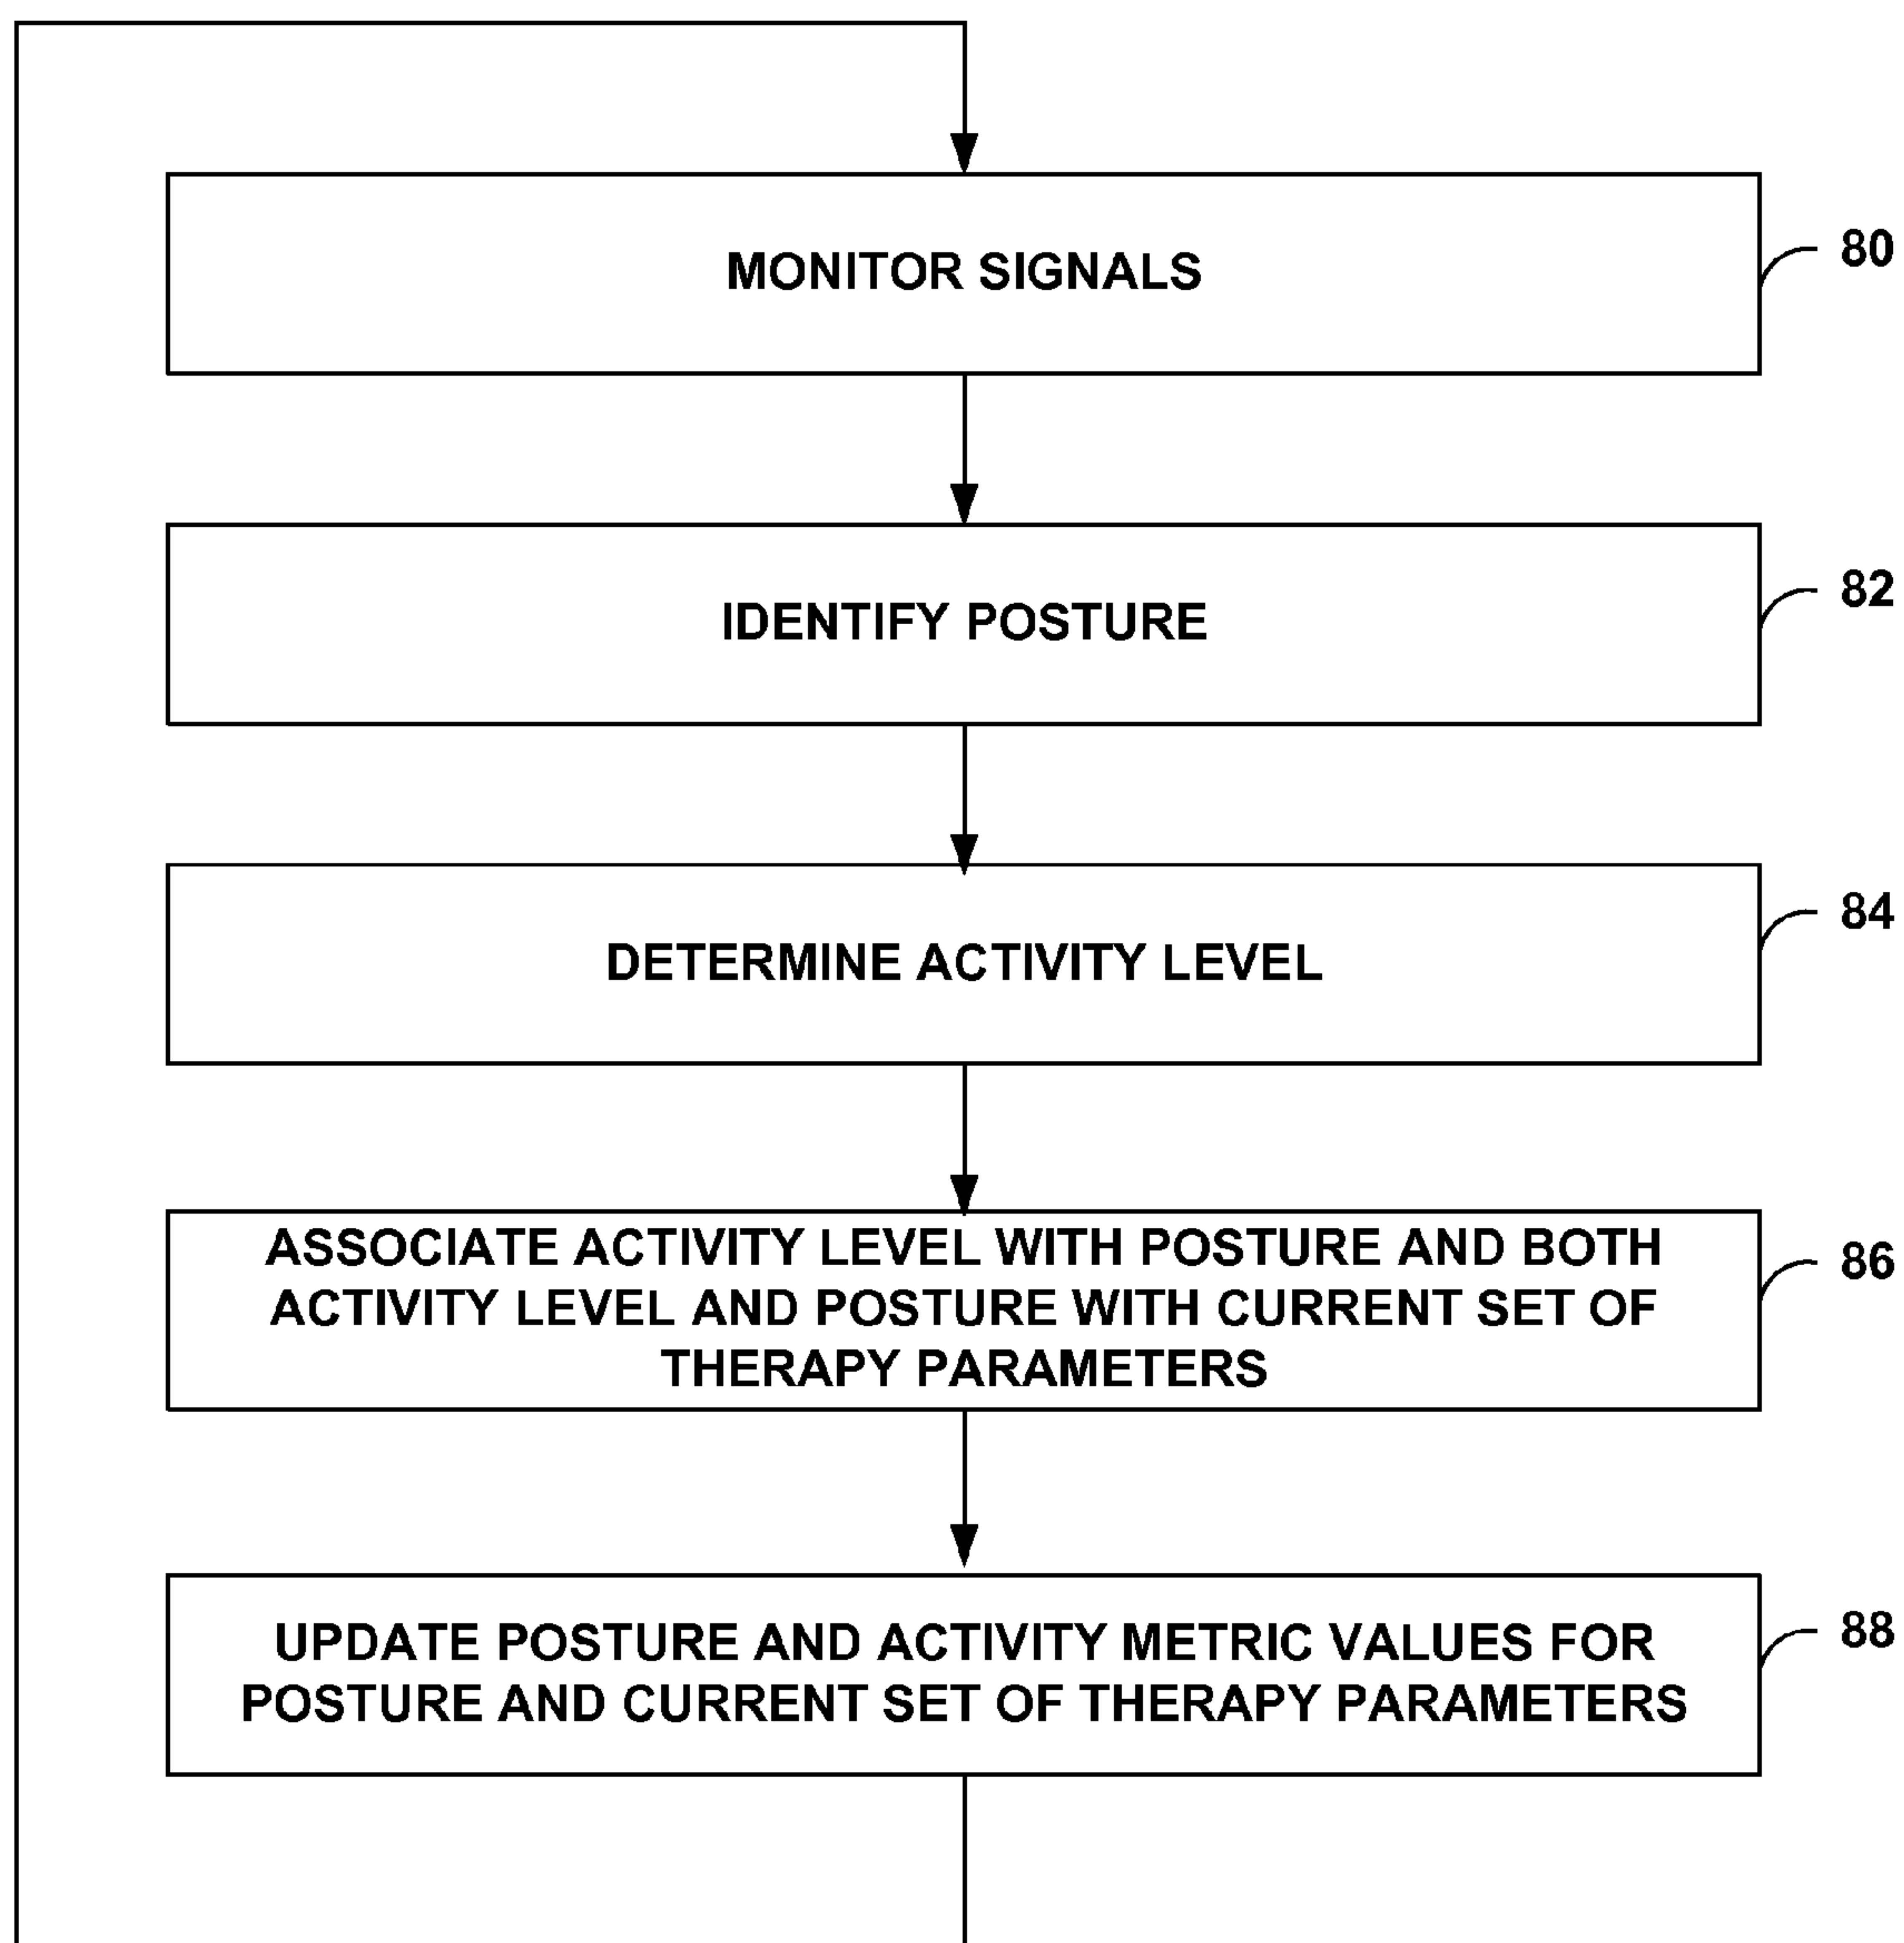 MONITOR SIGNALS
80
IDENTIFY POSTURE
82
DETERMINE ACTIVITY LEVEL
84
ASSOCIATE ACTIVITY LEVEL WITH POSTURE AND BOTH
ACTIVITY LEVEL AND POSTURE WITH CURRENT SET OF
THERAPY PARAMETERS
86
UPDATE POSTURE AND ACTIVITY METRIC VALUES FOR
POSTURE AND CURRENT SET OF THERAPY PARAMETERS
88